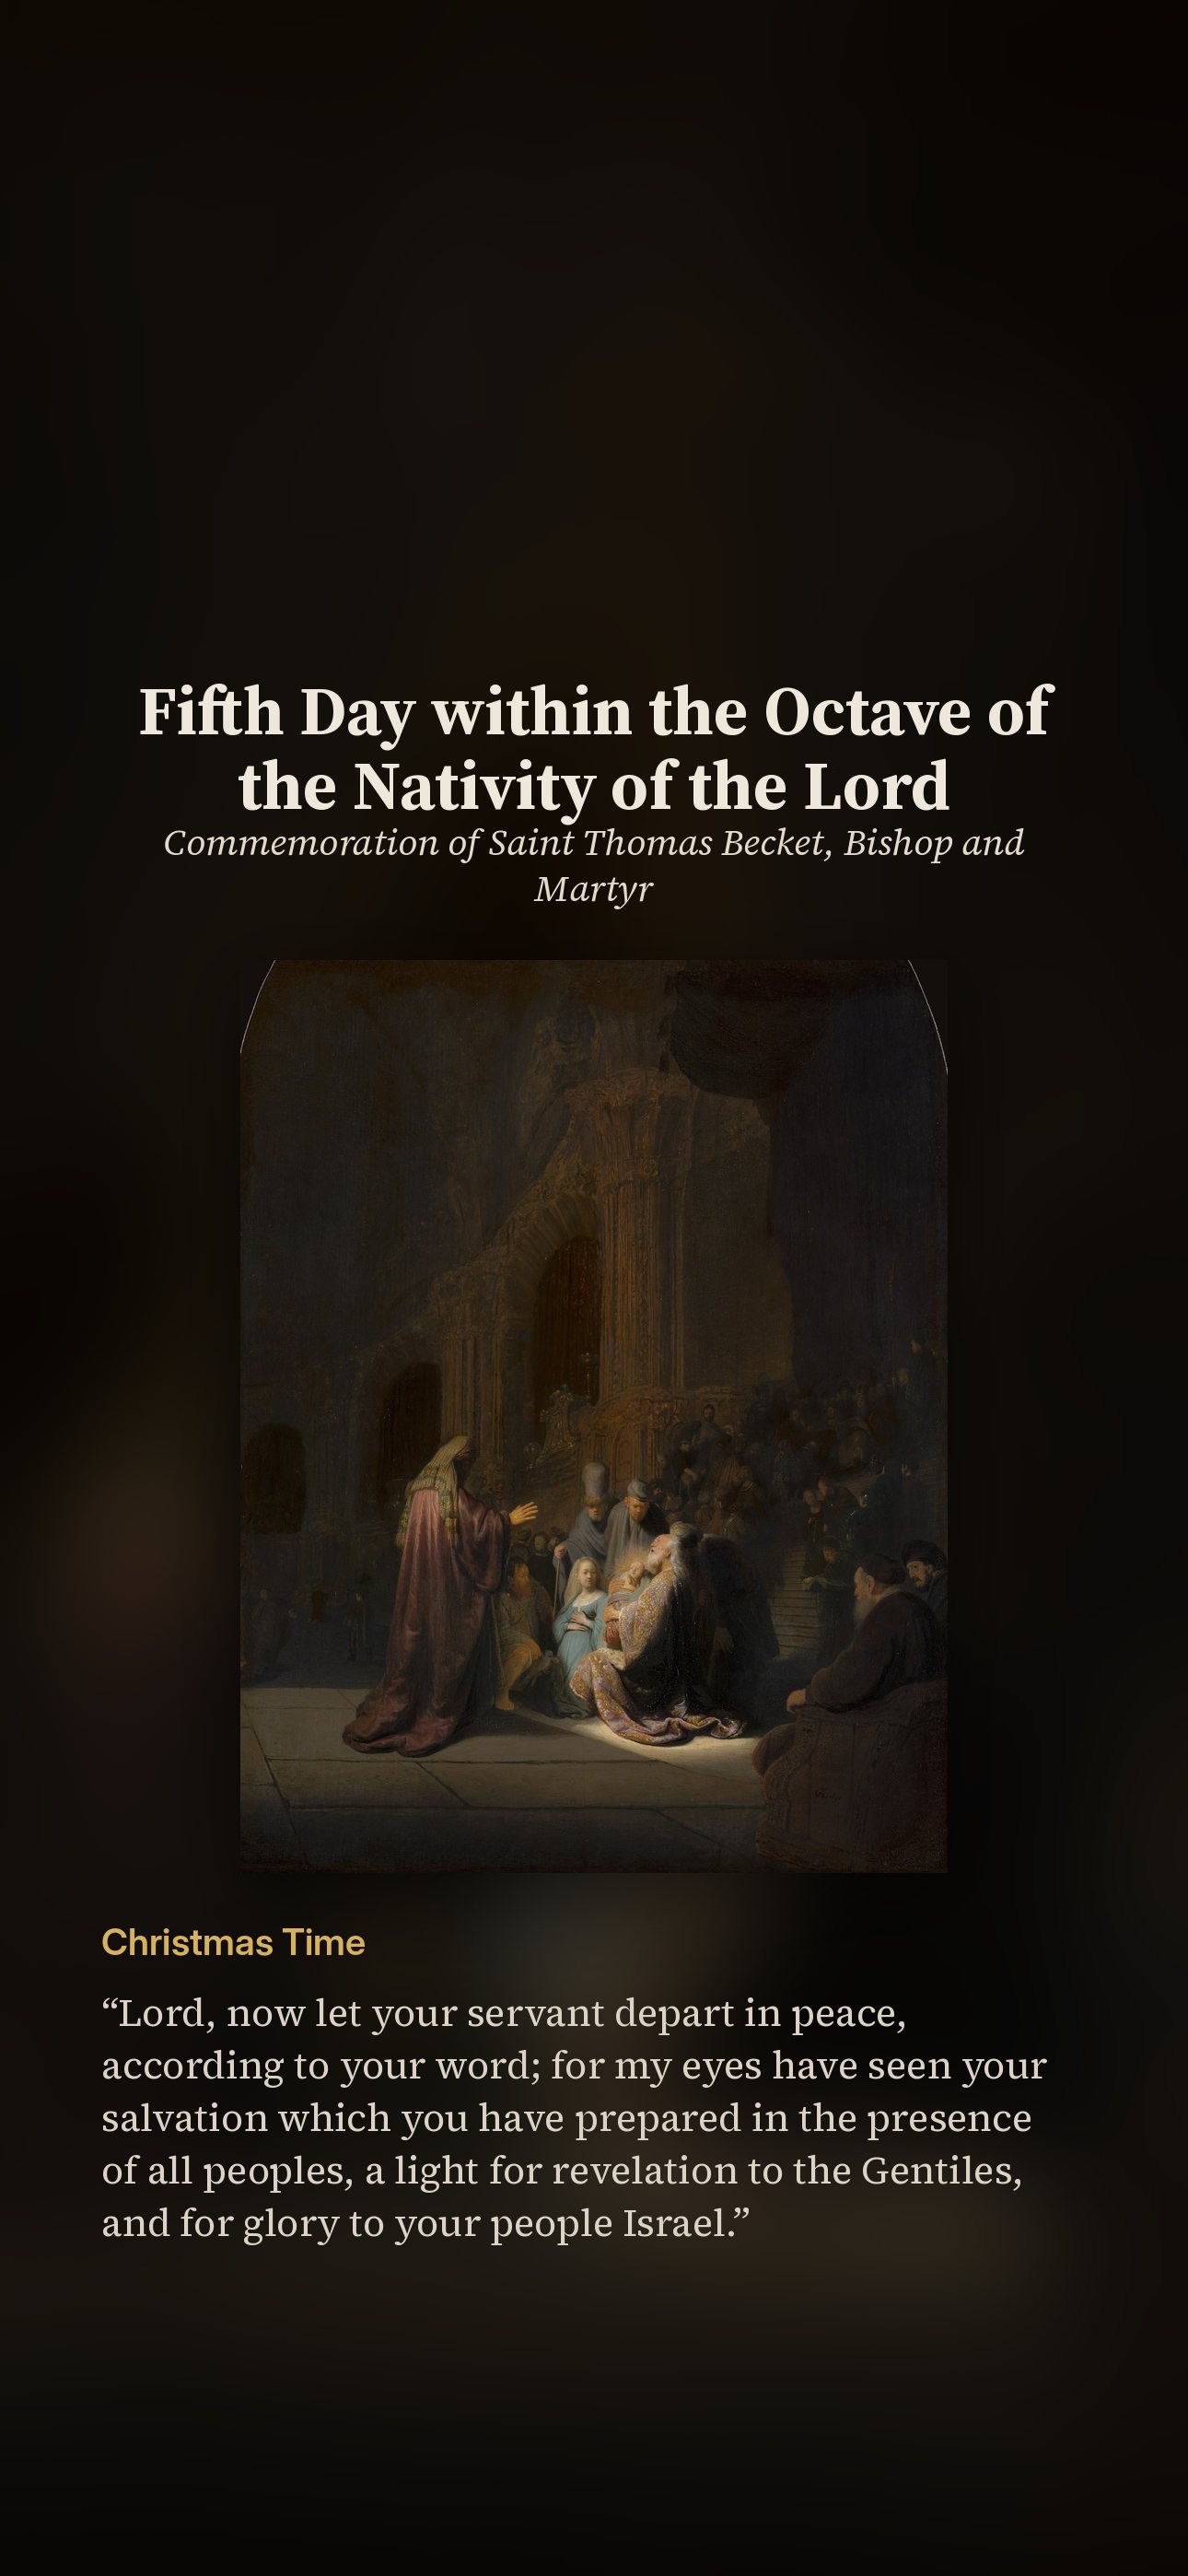 Fifth Day within the Octave of
the Nativity of the Lord
Commemoration of Saint Thomas Becket, Bishop and
Martyr
Christmas Time
“Lord, now let your servant depart in peace,
according to your word; for my eyes have seen your
salvation which you have prepared in the presence
of all peoples, a light for revelation to the Gentiles,
and for glory to your people Israel.”